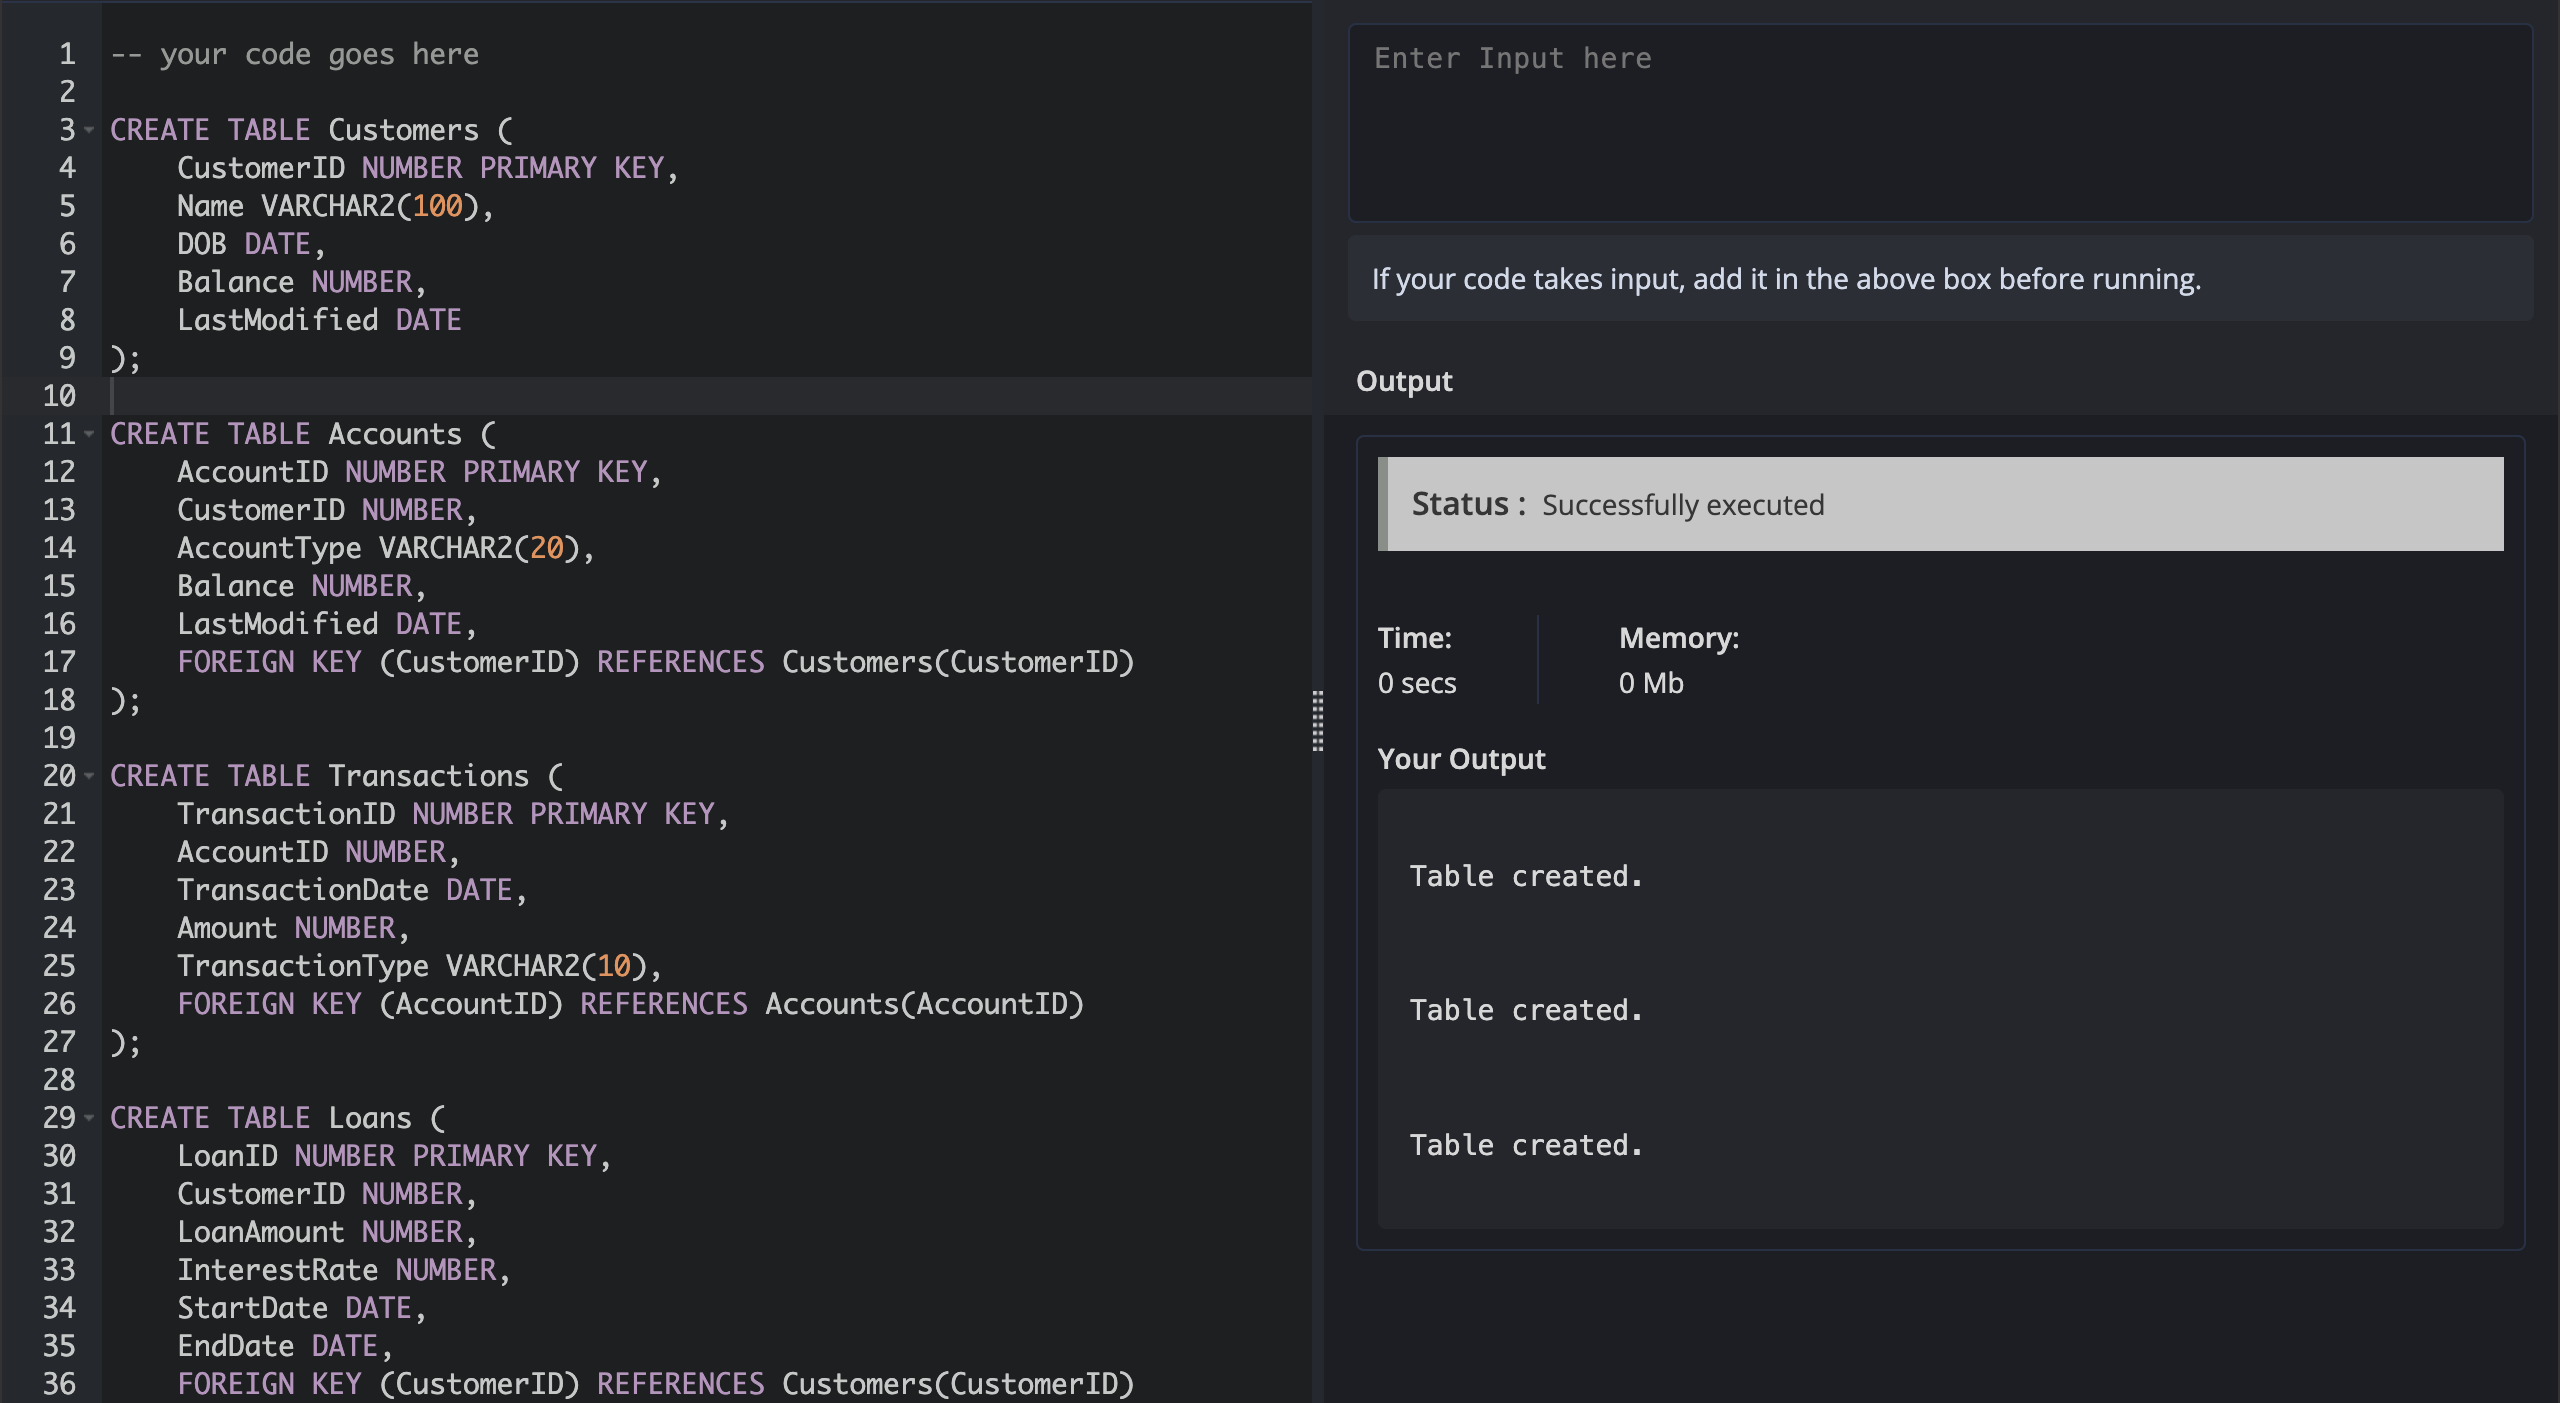 1 -- your code goes here
2
3 CREATE TABLE Customers (
4     CustomerID NUMBER PRIMARY KEY,
5     Name VARCHAR2(100),
6     DOB DATE,
7     Balance NUMBER,
8     LastModified DATE
9 );
10
11 CREATE TABLE Accounts (
12     AccountID NUMBER PRIMARY KEY,
13     CustomerID NUMBER,
14     AccountType VARCHAR2(20),
15     Balance NUMBER,
16     LastModified DATE,
17     FOREIGN KEY (CustomerID) REFERENCES Customers(CustomerID)
18 );
19
20 CREATE TABLE Transactions (
21     TransactionID NUMBER PRIMARY KEY,
22     AccountID NUMBER,
23     TransactionDate DATE,
24     Amount NUMBER,
25     TransactionType VARCHAR2(10),
26     FOREIGN KEY (AccountID) REFERENCES Accounts(AccountID)
27 );
28
29 CREATE TABLE Loans (
30     LoanID NUMBER PRIMARY KEY,
31     CustomerID NUMBER,
32     LoanAmount NUMBER,
33     InterestRate NUMBER,
34     StartDate DATE,
35     EndDate DATE,
36     FOREIGN KEY (CustomerID) REFERENCES Customers(CustomerID)
Enter Input here
If your code takes input, add it in the above box before running.
Output
Status : Successfully executed
Time:
0 secs
Memory:
0 Mb
Your Output
Table created.
Table created.
Table created.